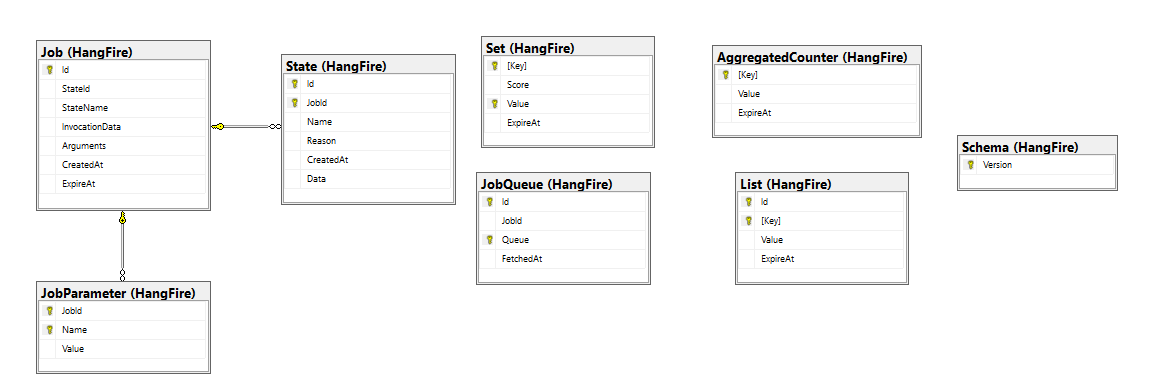 Job (HangFire)
Id
StateId
StateName
InvocationData
Arguments
CreatedAt
ExpireAt
State (HangFire)
Id
JobId
Name
Reason
CreatedAt
Data
Set (HangFire)
[Key]
Score
Value
ExpireAt
AggregatedCounter (HangFire)
[Key]
Value
ExpireAt
Schema (HangFire)
Version
JobQueue (HangFire)
Id
JobId
Queue
FetchedAt
List (HangFire)
Id
[Key]
Value
ExpireAt
JobParameter (HangFire)
JobId
Name
Value